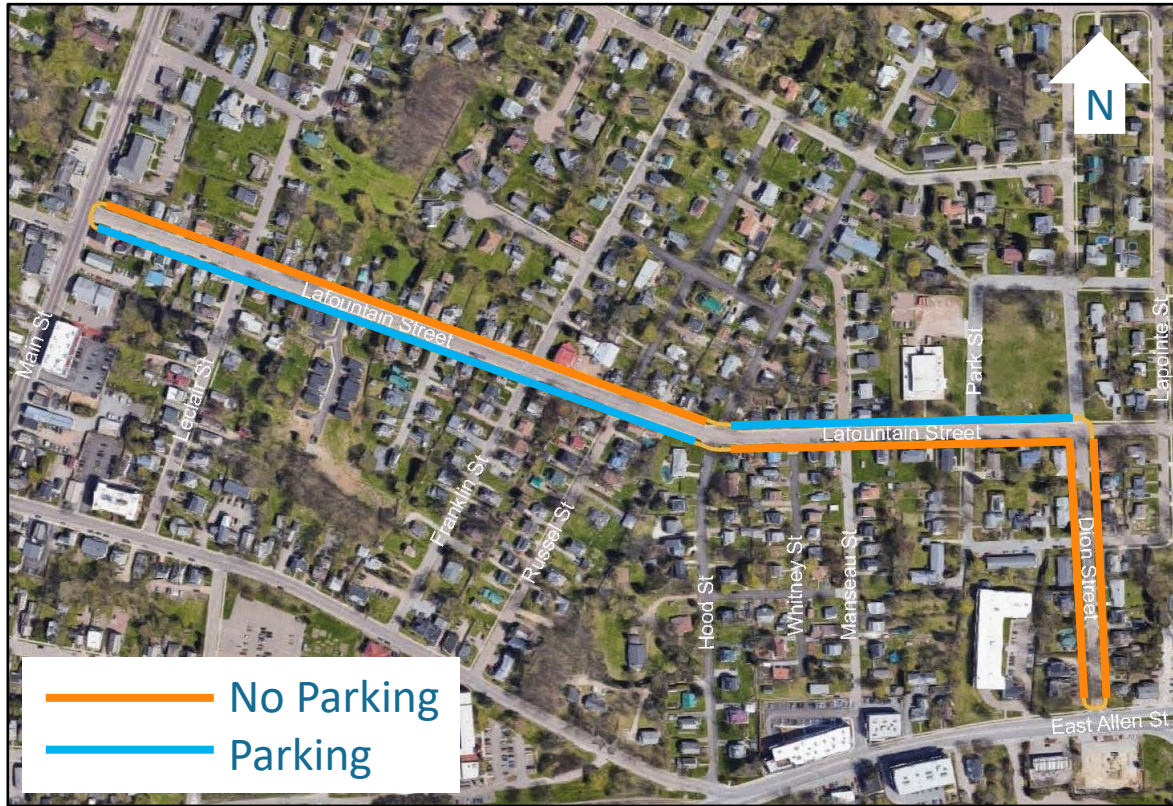 N
Lafountain Street
Main St
Leclair St
Franklin St
Russel St
Hood St
Whitney St
Manseau St
Park St
Lapointe St
Lafountain Street
Dion Street
East Allen St
No Parking
Parking